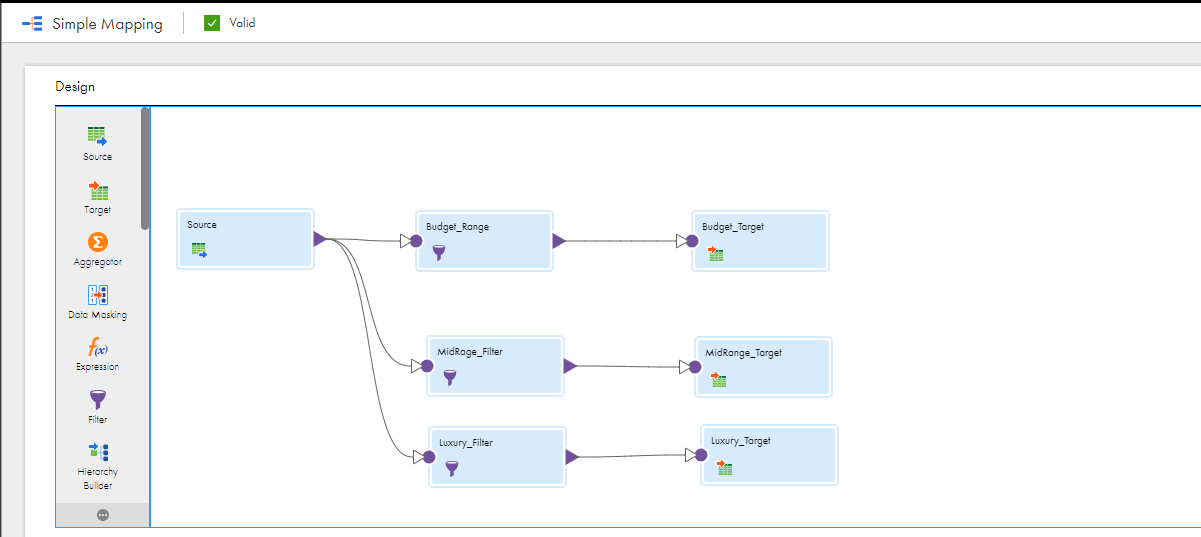 Simple Mapping
Valid
Design
Source
Target
Aggregator
Data Masking
Expression
Filter
Hierarchy
Builder
Source
Budget_Range
Budget_Target
MidRage_Filter
MidRange_Target
Luxury_Filter
Luxury_Target